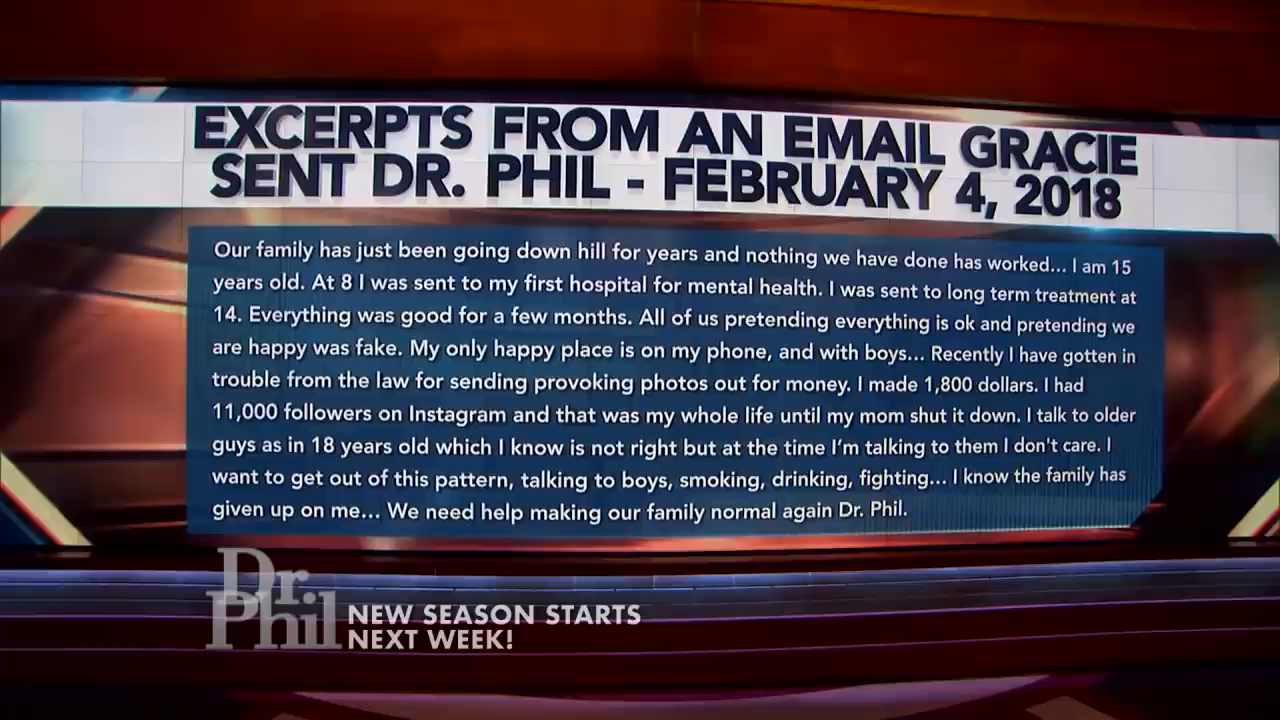 EXCERPTS FROM AN EMAIL GRACIE
SENT DR. PHIL - FEBRUARY 4, 2018
Our family has just been going down hill for years and nothing we have done has worked... I am 15
years old. At 8 I was sent to my first hospital for mental health. I was sent to long term treatment at
14. Everything was good for a few months. All of us pretending everything is ok and pretending we
are happy was fake. My only happy place is on my phone, and with boys... Recently I have gotten in
trouble from the law for sending provoking photos out for money. I made 1,800 dollars. I had
11,000 followers on Instagram and that was my whole life until my mom shut it down. I talk to older
guys as in 18 years old which I know is not right but at the time I'm talking to them I don't care. I
want to get out of this pattern, talking to boys, smoking, drinking, fighting... I know the family has
given up on me... We need help making our family normal again Dr. Phil.
Dr.
Phil
NEW SEASON STARTS
NEXT WEEK!